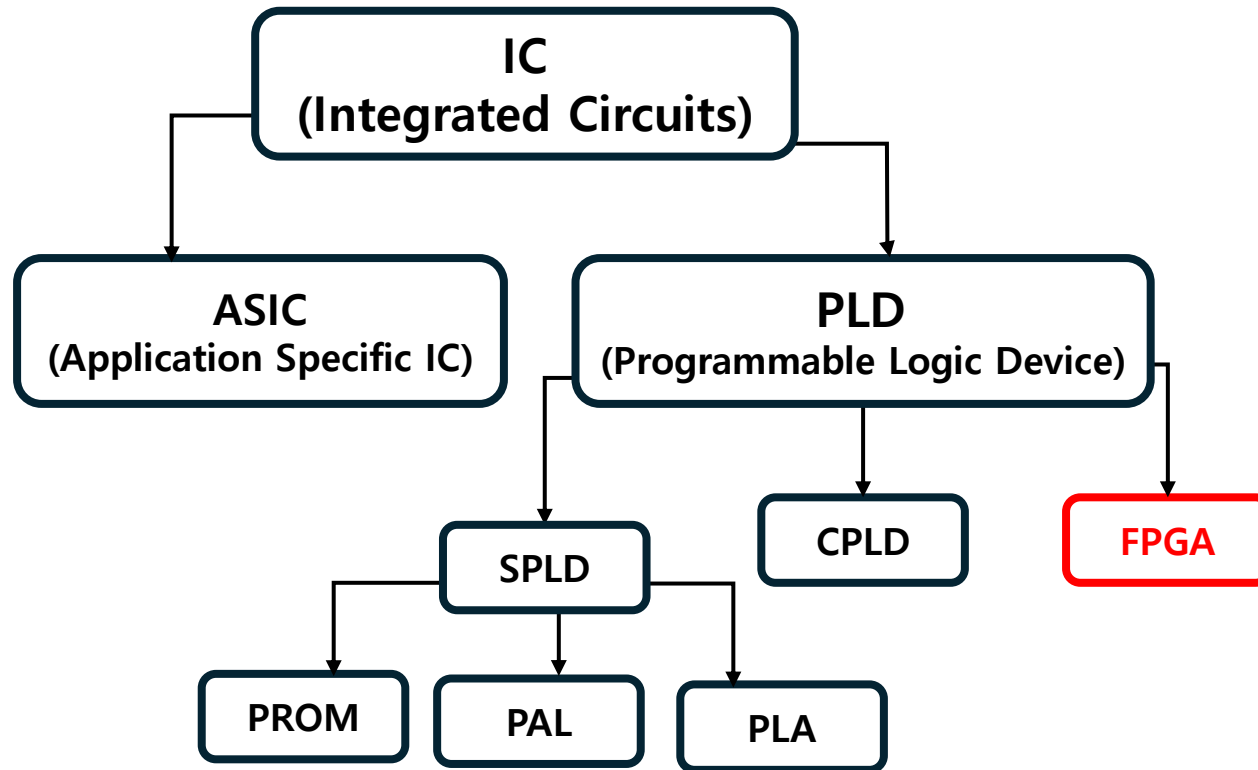 IC
(Integrated Circuits)
ASIC
(Application Specific IC)
PLD
(Programmable Logic Device)
SPLD
CPLD
FPGA
PROM
PAL
PLA